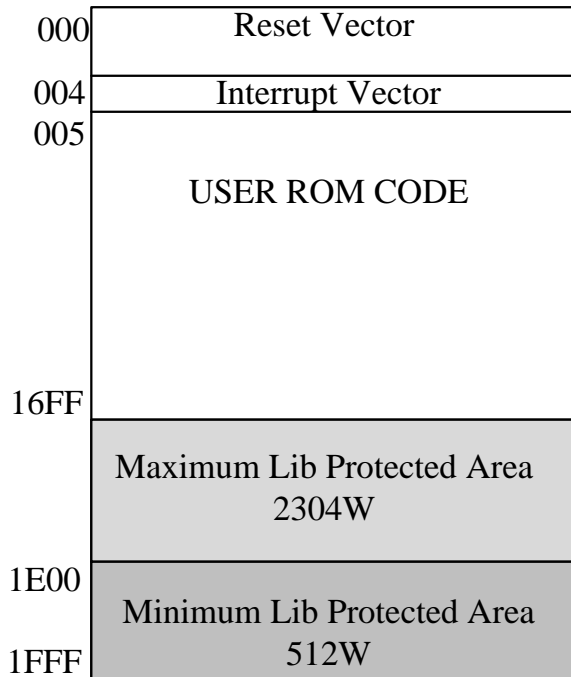 000
Reset Vector
004
Interrupt Vector
005
USER ROM CODE
16FF
Maximum Lib Protected Area
2304W
1E00
Minimum Lib Protected Area
512W
1FFF